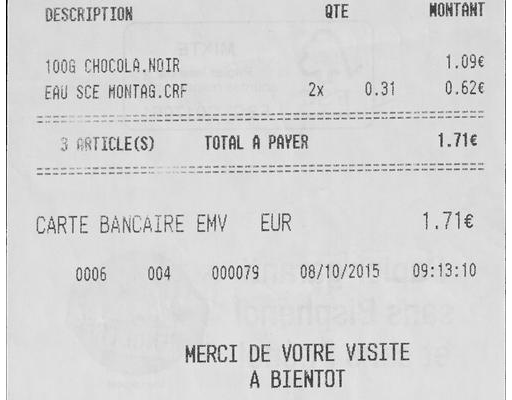 DESCRIPTION QTE MONTANT
100G CHOCOLA.NOIR 1.09€
EAU SCE MONTAG.CRF 2x 0.31 0.62€
3 ARTICLE(S) TOTAL A PAYER 1.71€
CARTE BANCAIRE EMV EUR 1.71€
0006 004 000079 08/10/2015 09:13:10
MERCI DE VOTRE VISITE
A BIENTOT